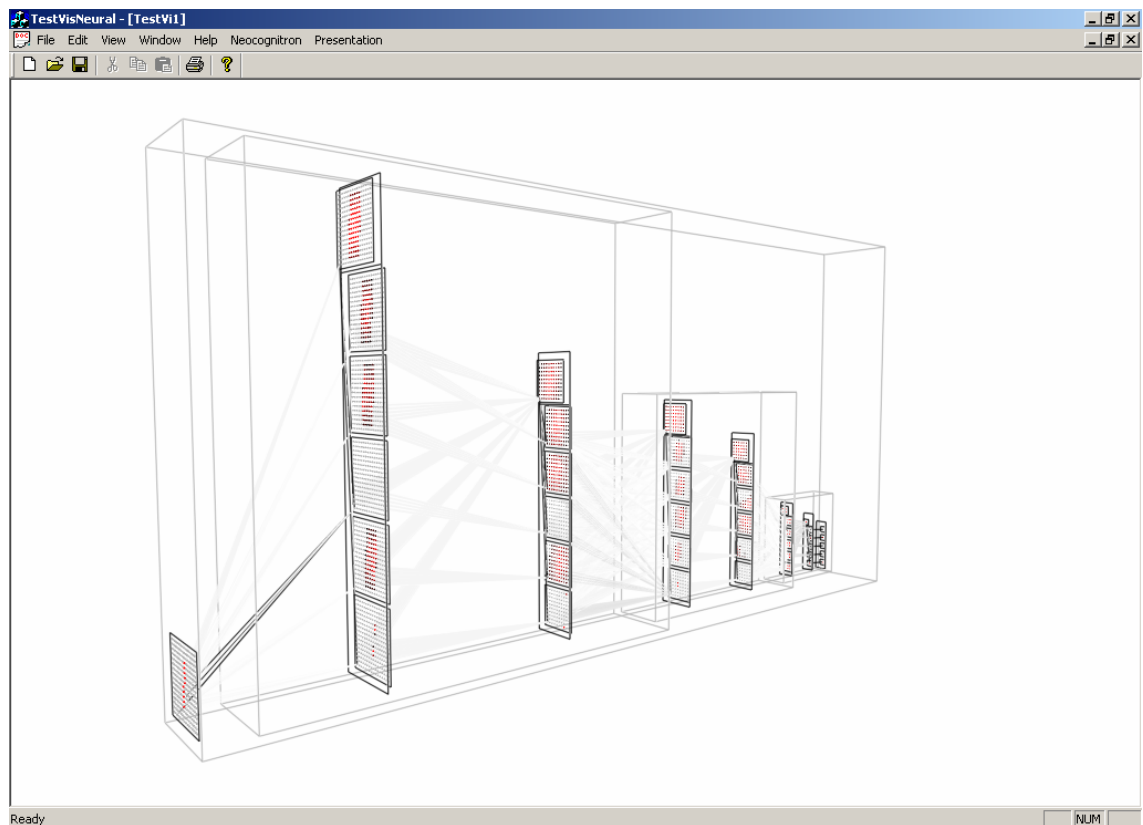 TestVisNeural - [TestVi1]
File Edit View Window Help Neocognitron Presentation
Ready NUM